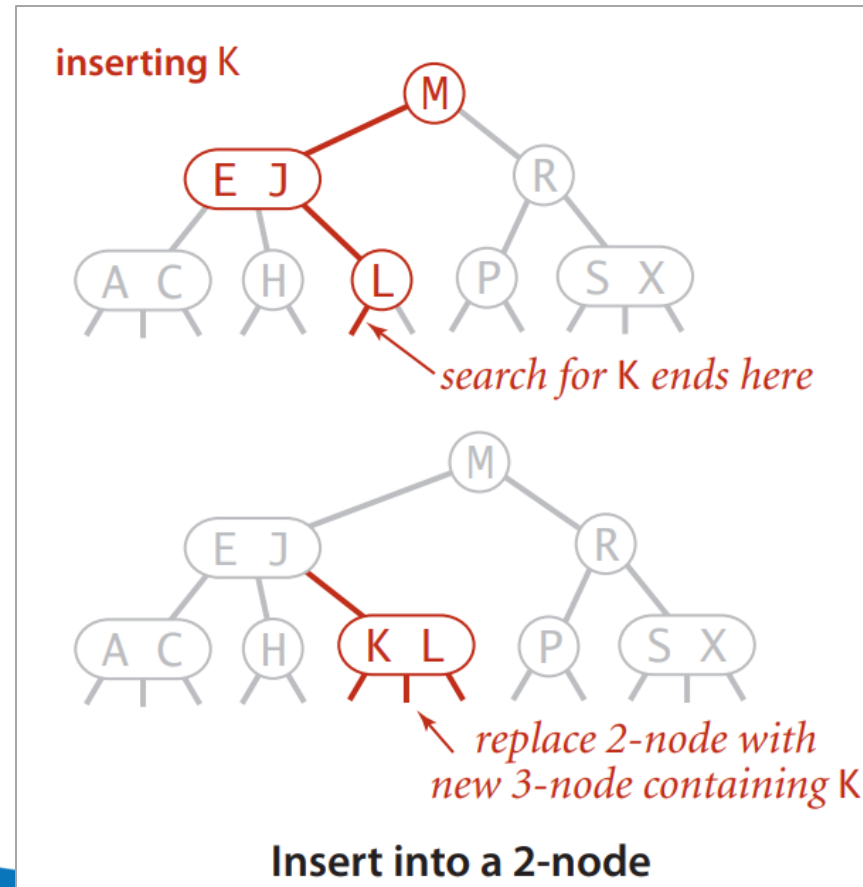 inserting K
M
E J
R
A C
H
L
P
S X
search for K ends here
M
E J
R
A C
H
K L
P
S X
replace 2-node with
new 3-node containing K
Insert into a 2-node